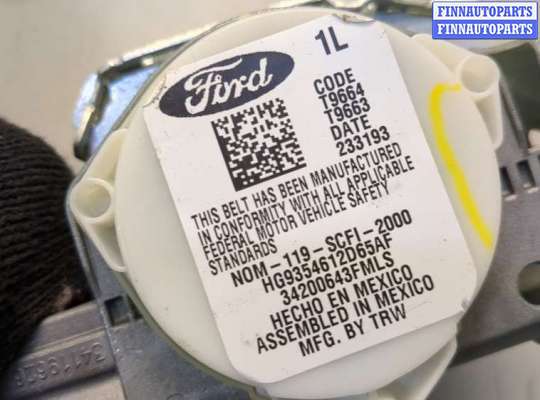 FINNAUTOPARTS
FINNAUTOPARTS
Ford
1L
CODE
T9664
T9663
DATE
233193
THIS BELT HAS BEEN MANUFACTURED
IN CONFORMITY WITH ALL APPLICABLE
FEDERAL MOTOR VEHICLE SAFETY
STANDARDS
NOM-119-SCFI-2000
HG9354612D65AF
34200643FMLS
HECHO EN MEXICO
ASSEMBLED IN MEXICO
MFG. BY TRW